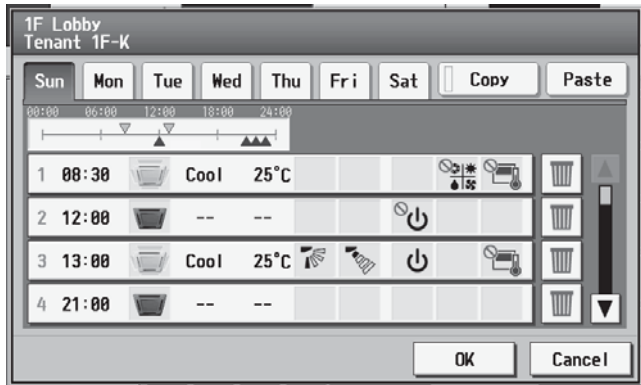 1F Lobby
Tenant 1F-K
Sun Mon Tue Wed Thu Fri Sat Copy Paste
00:00 06:00 12:00 18:00 24:00
1 08:30 Cool 25°C
2 12:00 -- --
3 13:00 Cool 25°C
4 21:00 -- --
OK Cancel